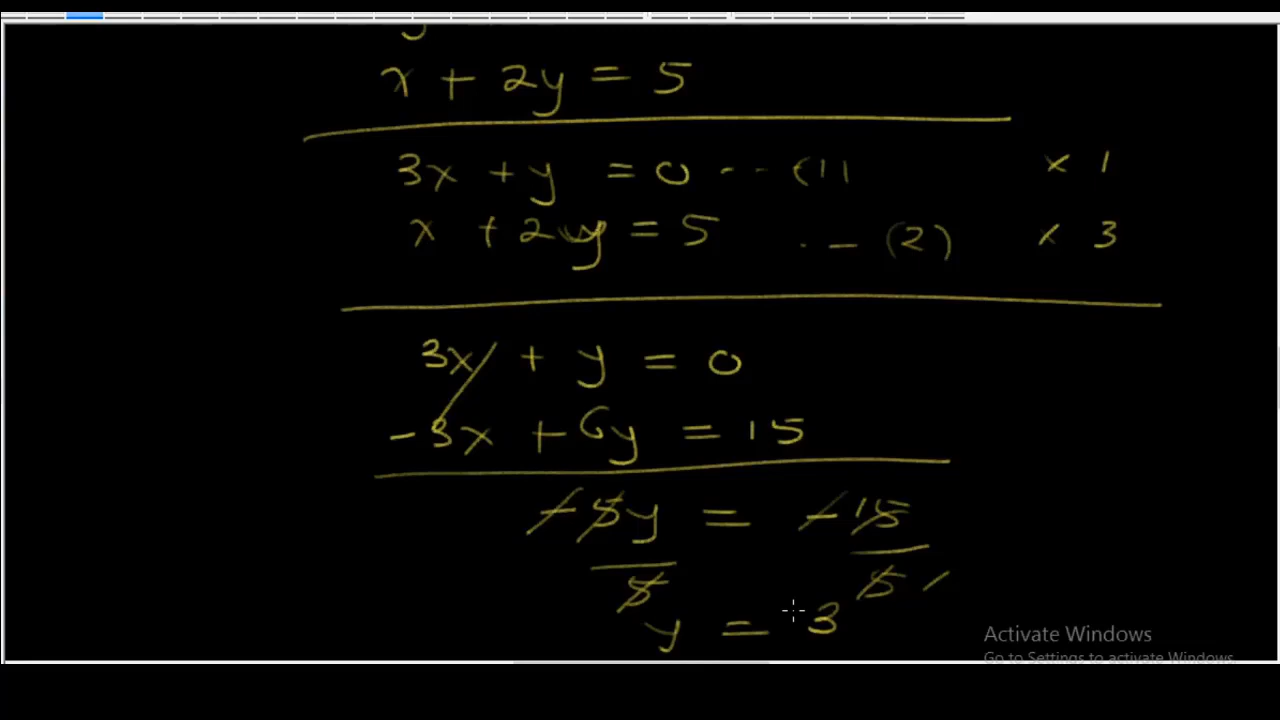 x + 2y = 5
3x + y = 0 -- (1) x 1
x + 2y = 5 -- (2) x 3
3x + y = 0
-3x + 6y = 15
-5y = -15
5 5
y = 3
Activate Windows
Go to Settings to activate Windows.